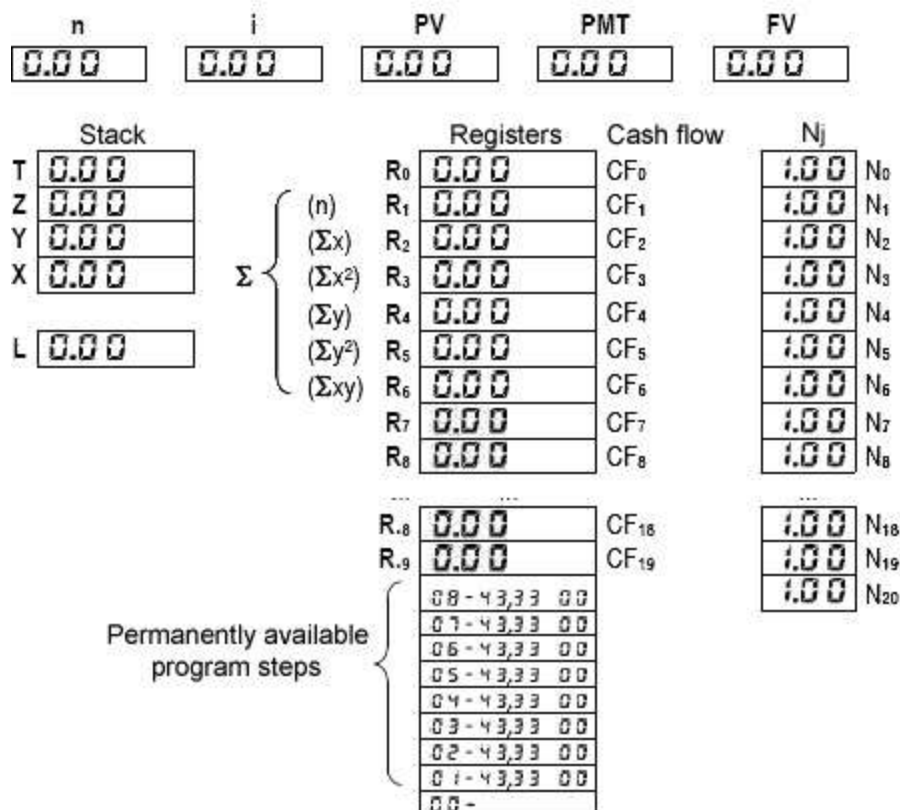 n i PV PMT FV
0.00 0.00 0.00 0.00 0.00
Stack Registers Cash flow Nj
T 0.00 R0 0.00 CF0 1.00 N0
Z 0.00 (n) R1 0.00 CF1 1.00 N1
Y 0.00 (Σx) R2 0.00 CF2 1.00 N2
X 0.00 Σ (Σx²) R3 0.00 CF3 1.00 N3
(Σy) R4 0.00 CF4 1.00 N4
L 0.00 (Σy²) R5 0.00 CF5 1.00 N5
(Σxy) R6 0.00 CF6 1.00 N6
R7 0.00 CF7 1.00 N7
R8 0.00 CF8 1.00 N8
... ... ...
R.8 0.00 CF18 1.00 N18
R.9 0.00 CF19 1.00 N19
1.00 N20
08-43,33 00
07-43,33 00
Permanently available
program steps
06-43,33 00
05-43,33 00
04-43,33 00
03-43,33 00
02-43,33 00
01-43,33 00
00-